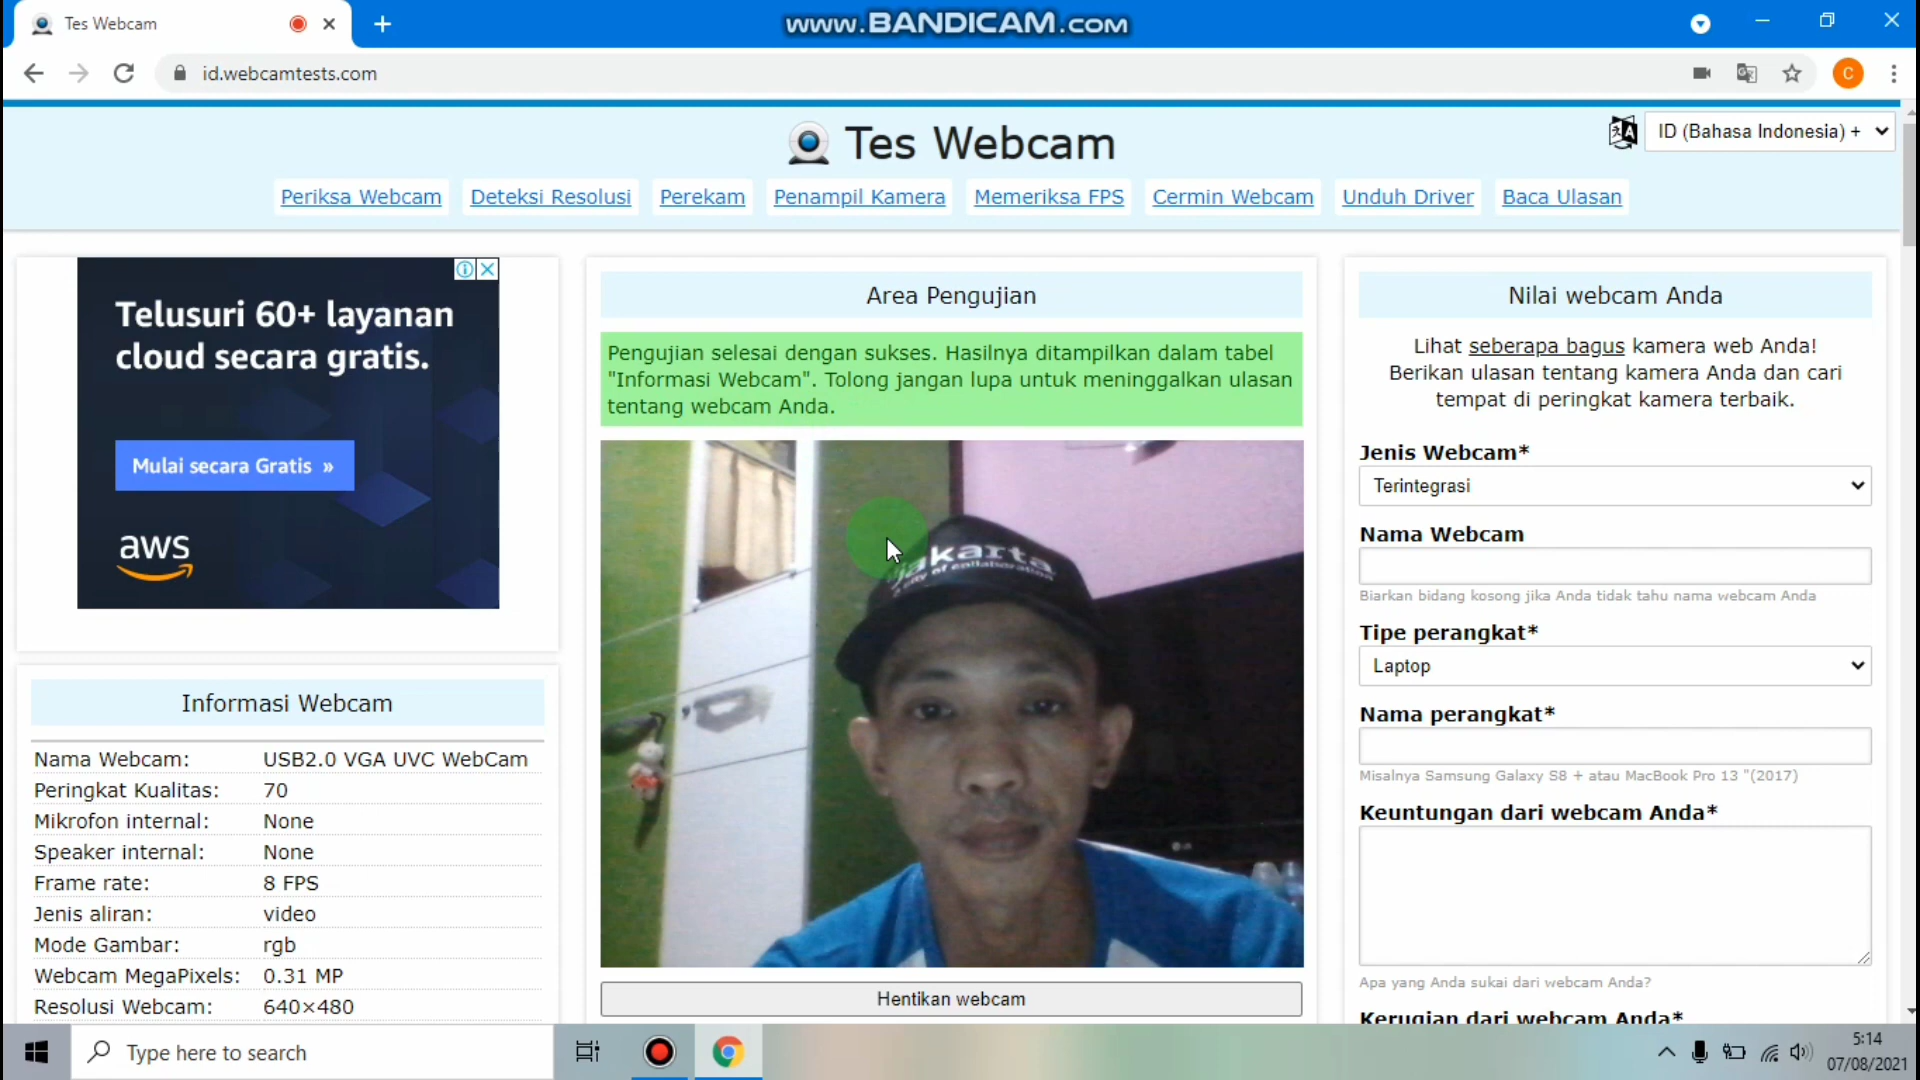 Tes Webcam
www.BANDICAM.com
id.webcamtests.com
C
Tes Webcam
ID (Bahasa Indonesia) +
Periksa Webcam
Deteksi Resolusi
Perekam
Penampil Kamera
Memeriksa FPS
Cermin Webcam
Unduh Driver
Baca Ulasan
Telusuri 60+ layanan
cloud secara gratis.
Mulai secara Gratis »
aws
Informasi Webcam
Nama Webcam: USB2.0 VGA UVC WebCam
Peringkat Kualitas: 70
Mikrofon internal: None
Speaker internal: None
Frame rate: 8 FPS
Jenis aliran: video
Mode Gambar: rgb
Webcam MegaPixels: 0.31 MP
Resolusi Webcam: 640×480
Area Pengujian
Pengujian selesai dengan sukses. Hasilnya ditampilkan dalam tabel
"Informasi Webcam". Tolong jangan lupa untuk meninggalkan ulasan
tentang webcam Anda.
jakarta
a city of collaboration
Hentikan webcam
Nilai webcam Anda
Lihat seberapa bagus kamera web Anda!
Berikan ulasan tentang kamera Anda dan cari
tempat di peringkat kamera terbaik.
Jenis Webcam*
Terintegrasi
Nama Webcam
Biarkan bidang kosong jika Anda tidak tahu nama webcam Anda
Tipe perangkat*
Laptop
Nama perangkat*
Misalnya Samsung Galaxy S8 + atau MacBook Pro 13 "(2017)
Keuntungan dari webcam Anda*
Apa yang Anda sukai dari webcam Anda?
Kerugian dari webcam Anda*
Type here to search
5:14
07/08/2021